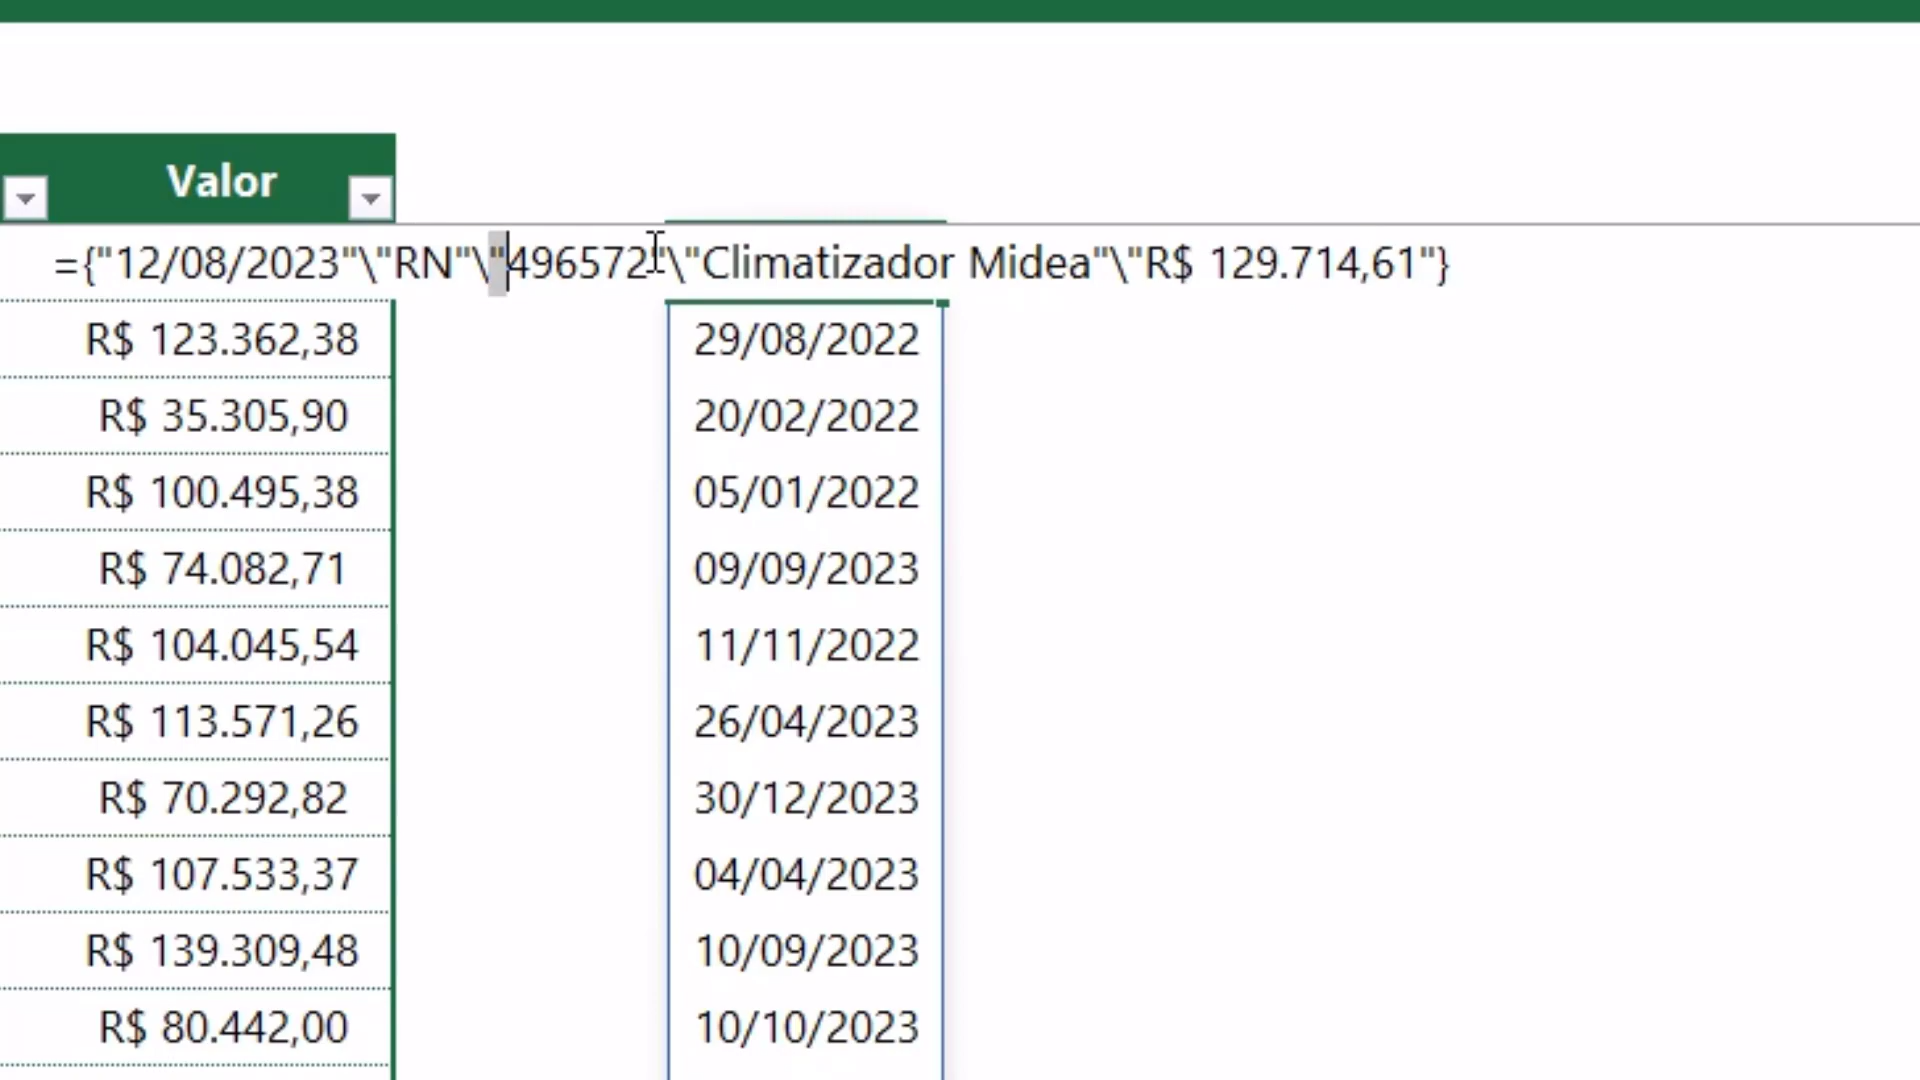 Valor
={"12/08/2023"\"RN"\"496572"\"Climatizador Midea"\"R$ 129.714,61"}
R$ 123.362,38 29/08/2022
R$ 35.305,90 20/02/2022
R$ 100.495,38 05/01/2022
R$ 74.082,71 09/09/2023
R$ 104.045,54 11/11/2022
R$ 113.571,26 26/04/2023
R$ 70.292,82 30/12/2023
R$ 107.533,37 04/04/2023
R$ 139.309,48 10/09/2023
R$ 80.442,00 10/10/2023